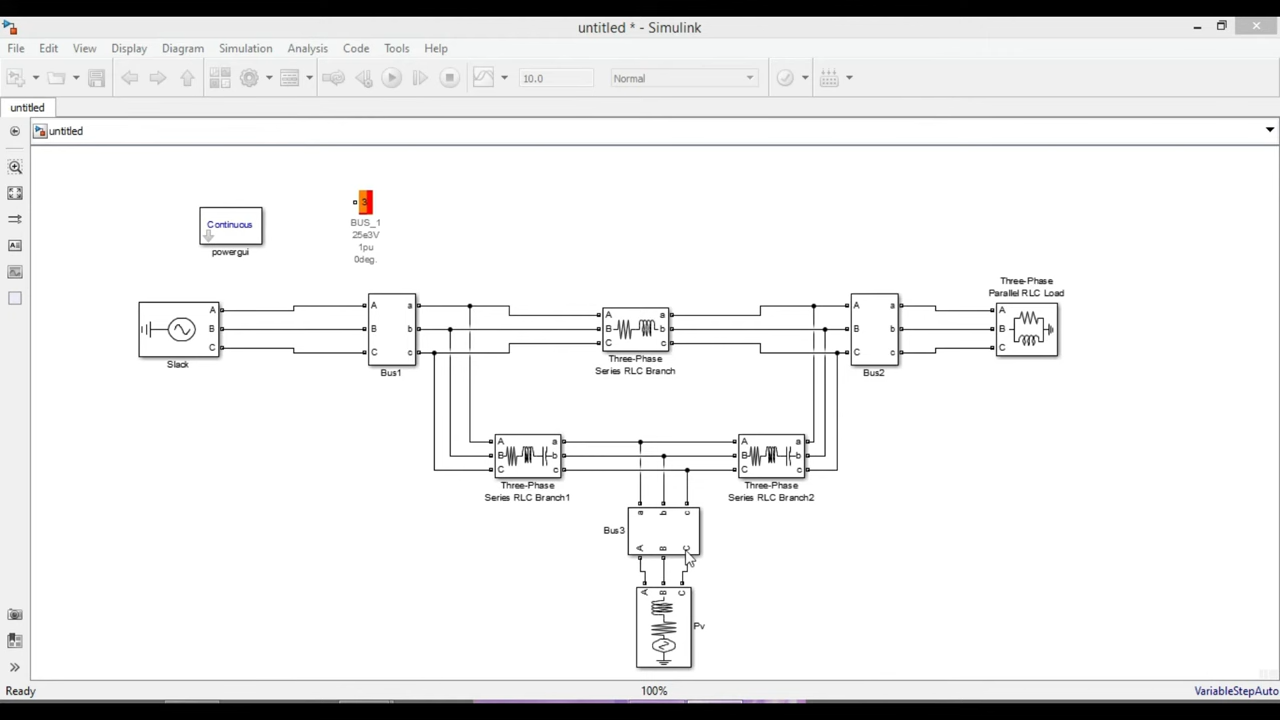 untitled * - Simulink
File Edit View Display Diagram Simulation Analysis Code Tools Help
10.0 Normal
untitled
untitled
Continuous
powergui
3
BUS_1
25e3V
1pu
0deg.
Three-Phase
Parallel RLC Load
A B C
Slack
A B C a b c
Bus1
A B C a b c
Three-Phase
Series RLC Branch
A B C a b c
Bus2
A B C
A B C a b c
Three-Phase
Series RLC Branch1
A B C a b c
Three-Phase
Series RLC Branch2
a b c
Bus3
A B C
A B C
Pv
Ready 100% VariableStepAuto